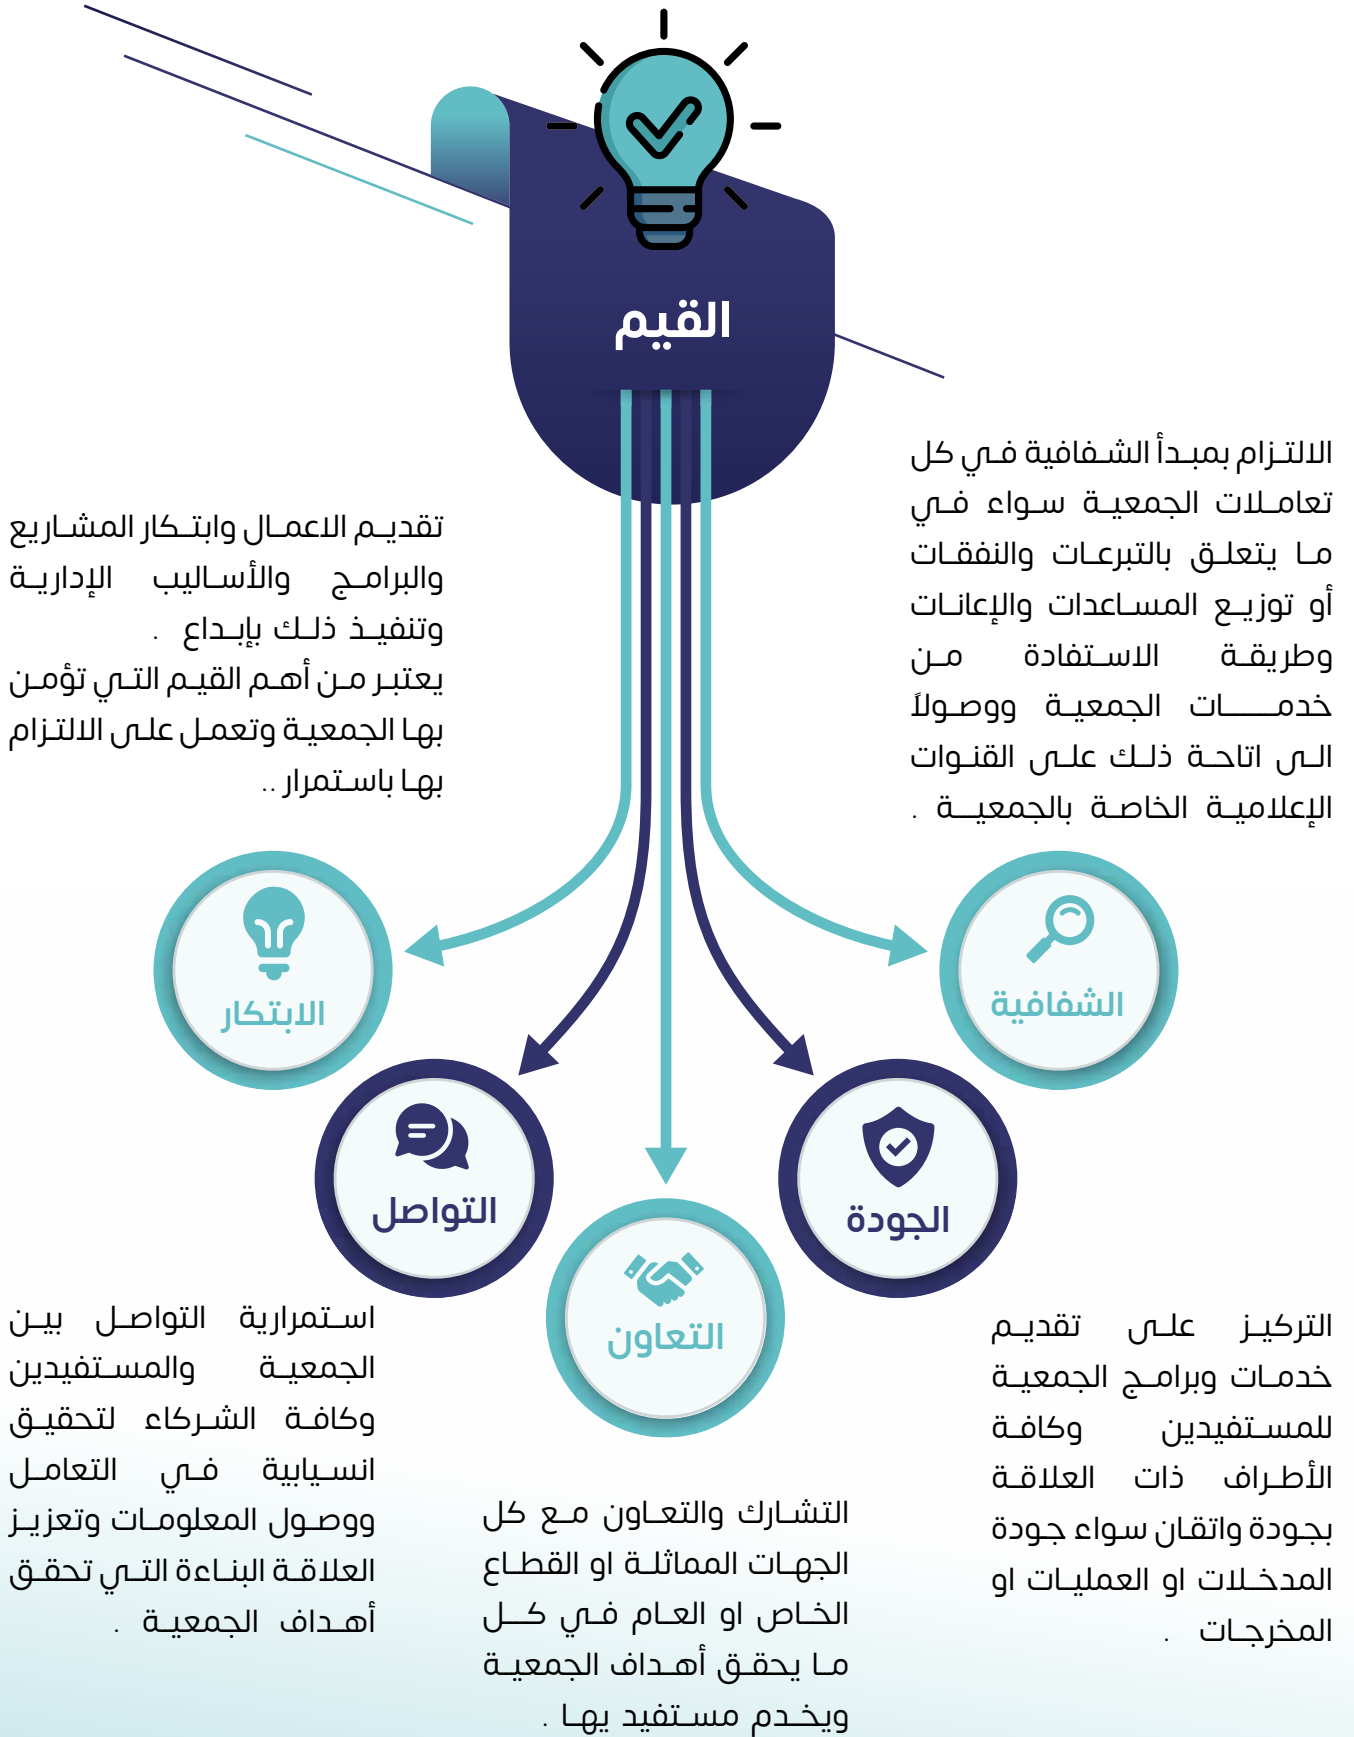 القيم
الالتزام بمبدأ الشفافية في كل
تعاملات الجمعية سواء في
ما يتعلق بالتبرعات والنفقات
أو توزيع المساعدات والإعانات
وطريقة الاستفادة من
خدمات الجمعية ووصولاً
الى اتاحة ذلك على القنوات
الإعلامية الخاصة بالجمعية .
تقديم الاعمال وابتكار المشاريع
والبرامج والأساليب الإدارية
وتنفيذ ذلك بإبداع .
يعتبر من أهم القيم التي تؤمن
بها الجمعية وتعمل على الالتزام
بها باستمرار ..
الشفافية
الابتكار
الجودة
التواصل
التعاون
التركيز على تقديم
خدمات وبرامج الجمعية
للمستفيدين وكافة
الأطراف ذات العلاقة
بجودة واتقان سواء جودة
المدخلات او العمليات او
المخرجات .
التشارك والتعاون مع كل
الجهات المماثلة او القطاع
الخاص او العام في كل
ما يحقق أهداف الجمعية
ويخدم مستفيد يها .
استمرارية التواصل بين
الجمعية والمستفيدين
وكافة الشركاء لتحقيق
انسيابية في التعامل
ووصول المعلومات وتعزيز
العلاقة البناءة التي تحقق
أهداف الجمعية .